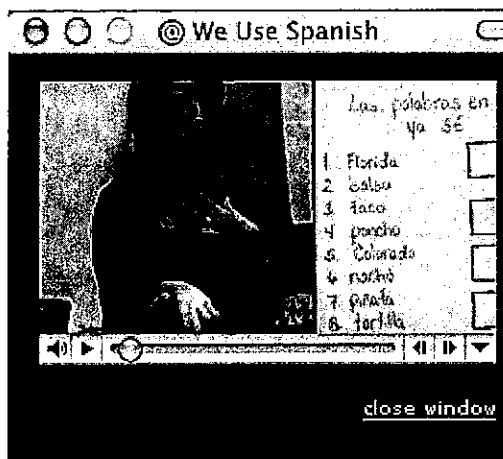 @ We Use Spanish
Las palabras en
ya sé
1 Florida
2 salsa
3 taco
4 poncho
5. Colorado
6 nacho
7 pirata
8 tortilla
close window